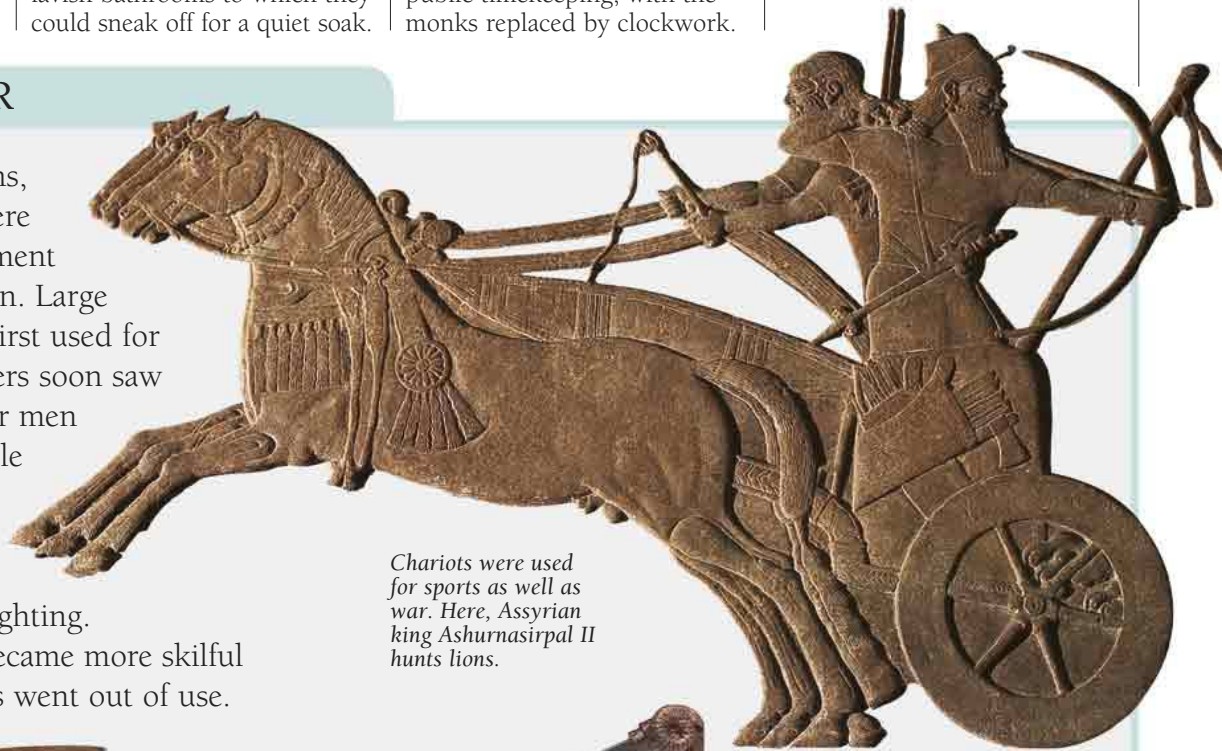 lavish bathrooms to which they
could sneak off for a quiet soak.
public timekeeping, with the
monks replaced by clockwork.
R
ns,
ere
ment
n. Large
irst used for
ers soon saw
r men
le
ghting.
ecame more skilful
s went out of use.
Chariots were used
for sports as well as
war. Here, Assyrian
king Ashurnasirpal II
hunts lions.